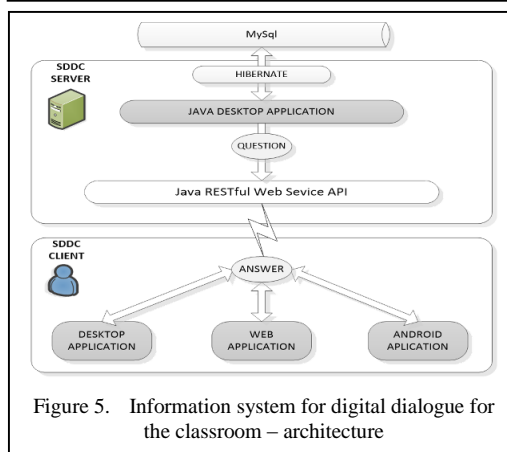 MySql
SDDC
SERVER
HIBERNATE
JAVA DESKTOP APPLICATION
QUESTION
Java RESTful Web Sevice API
SDDC
CLIENT
ANSWER
DESKTOP
APPLICATION
WEB
APPLICATION
ANDROID
APLICATION
Figure 5. Information system for digital dialogue for
the classroom – architecture